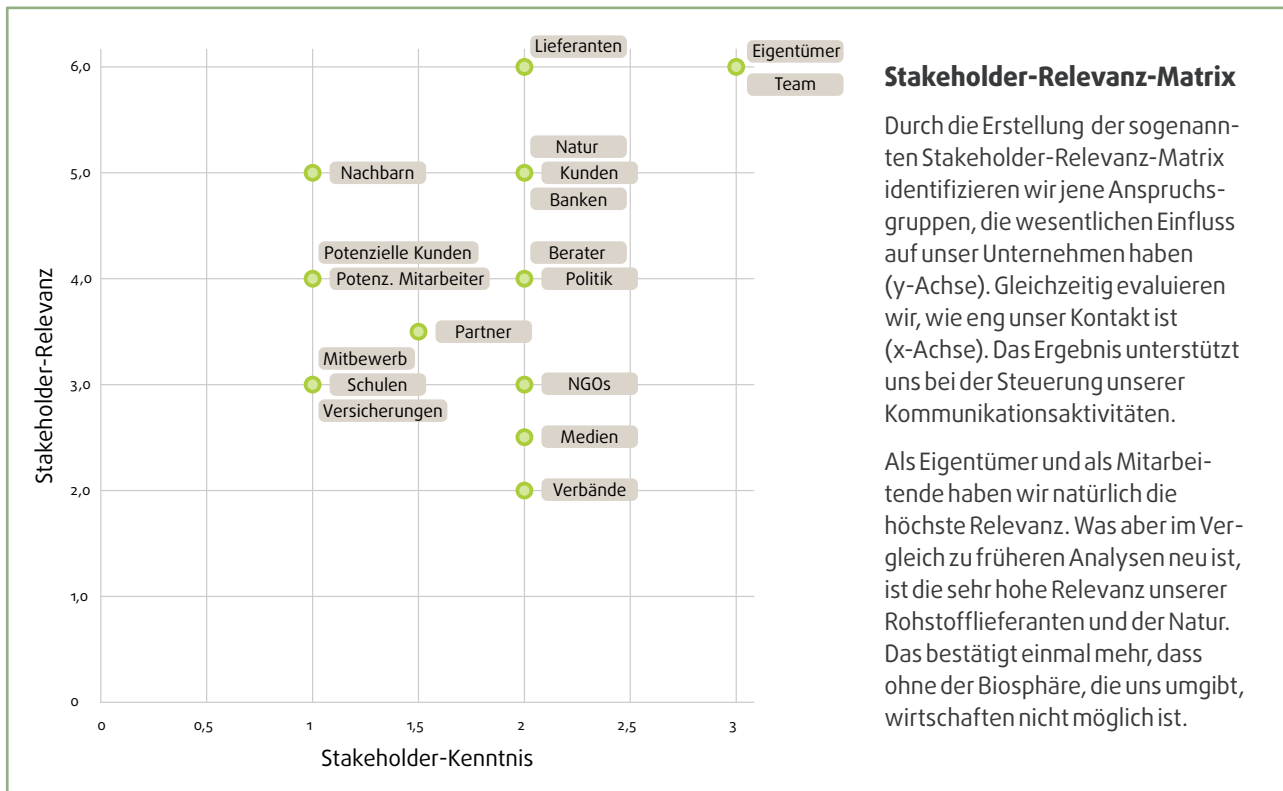 Lieferanten
Eigentümer
6,0
Team
Natur
5,0
Nachbarn
Kunden
Banken
Potenzielle Kunden
Berater
4,0
Potenz. Mitarbeiter
Politik
Partner
Mitbewerb
3,0
Schulen
NGOs
Versicherungen
Medien
2,0
Verbände
1,0
0
0
0,5
1
1,5
2
2,5
3
Stakeholder-Relevanz
Stakeholder-Kenntnis
Stakeholder-Relevanz-Matrix
Durch die Erstellung der sogenann-
ten Stakeholder-Relevanz-Matrix
identifizieren wir jene Anspruchs-
gruppen, die wesentlichen Einfluss
auf unser Unternehmen haben
(y-Achse). Gleichzeitig evaluieren
wir, wie eng unser Kontakt ist
(x-Achse). Das Ergebnis unterstützt
uns bei der Steuerung unserer
Kommunikationsaktivitäten.
Als Eigentümer und als Mitarbei-
tende haben wir natürlich die
höchste Relevanz. Was aber im Ver-
gleich zu früheren Analysen neu ist,
ist die sehr hohe Relevanz unserer
Rohstofflieferanten und der Natur.
Das bestätigt einmal mehr, dass
ohne der Biosphäre, die uns umgibt,
wirtschaften nicht möglich ist.